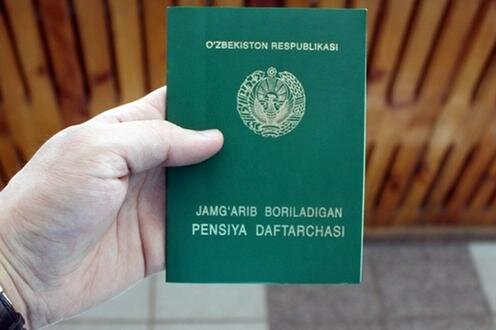 O'ZBEKISTON RESPUBLIKASI
JAMG'ARIB BORILADIGAN
PENSIYA DAFTARCHASI